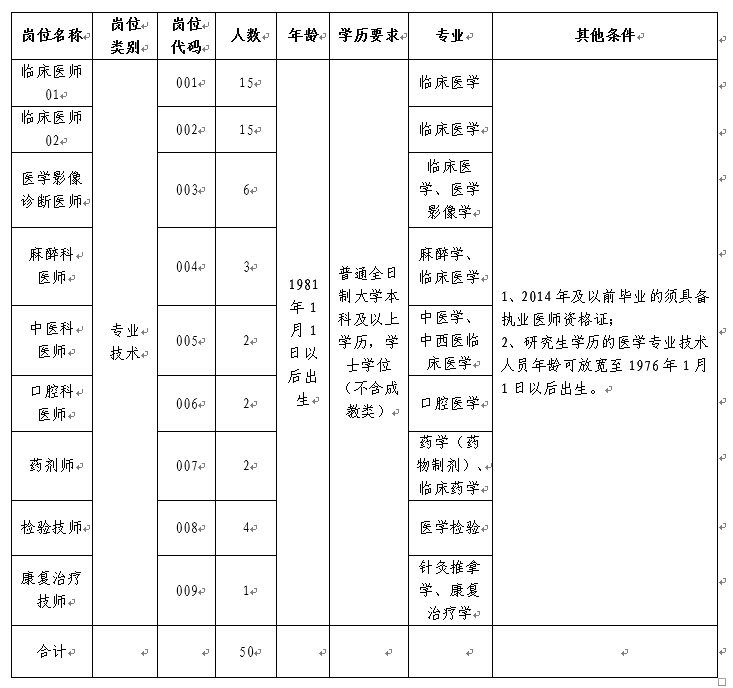 岗位名称
岗位
类别
岗位
代码
人数
年龄
学历要求
专业
其他条件
临床医师
01
001
15
临床医学
临床医师
02
002
15
临床医学
医学影像
诊断医师
003
6
临床医
学、医学
影像学
麻醉科
医师
004
3
麻醉学、
临床医学
中医科
医师
005
2
中医学、
中西医临
床医学
口腔科
医师
006
2
口腔医学
药剂师
007
2
药学（药
物制剂）、
临床药学
检验技师
008
4
医学检验
康复治疗
技师
009
1
针灸推拿
学、康复
治疗学
专业
技术
1981
年1
月1
日以
后出
生
普通全日
制大学本
科及以上
学历，学
士学位
（不含成
教类）
1、2014年及以前毕业的须具备
执业医师资格证；
2、研究生学历的医学专业技术
人员年龄可放宽至1976年1月
1日以后出生。
合计
50